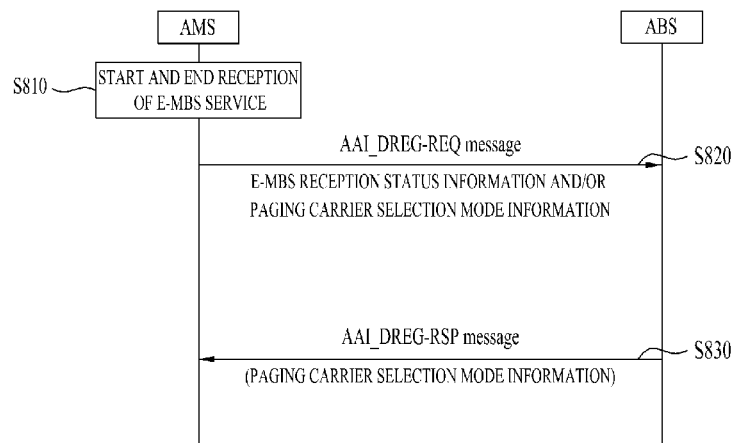 AMS
ABS
S810
START AND END RECEPTION
OF E-MBS SERVICE
AAI_DREG-REQ message
S820
E-MBS RECEPTION STATUS INFORMATION AND/OR
PAGING CARRIER SELECTION MODE INFORMATION
AAI_DREG-RSP message
S830
(PAGING CARRIER SELECTION MODE INFORMATION)